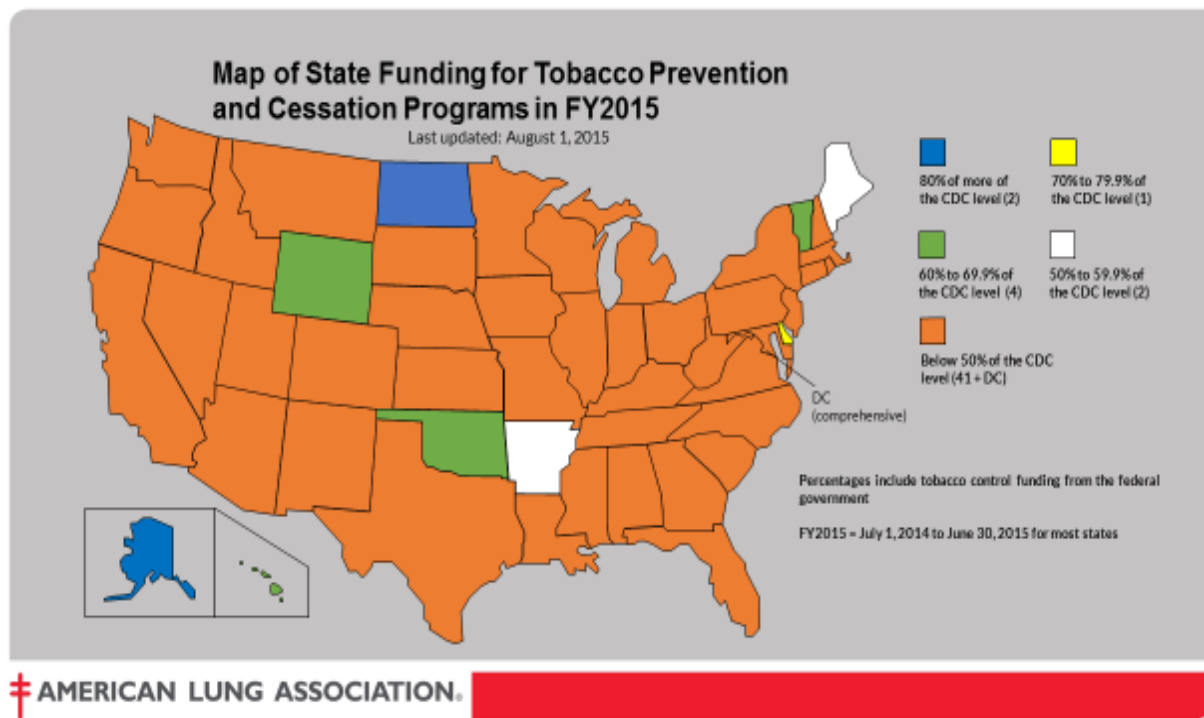 Map of State Funding for Tobacco Prevention
and Cessation Programs in FY2015
Last updated: August 1, 2015
80% of more of
the CDC level (2)
70% to 79.9% of
the CDC level (1)
60% to 69.9% of
the CDC level (4)
50% to 59.9% of
the CDC level (2)
Below 50% of the CDC
level (41 + DC)
DC
(comprehensive)
Percentages include tobacco control funding from the federal
government
FY2015 = July 1, 2014 to June 30, 2015 for most states
AMERICAN LUNG ASSOCIATION®